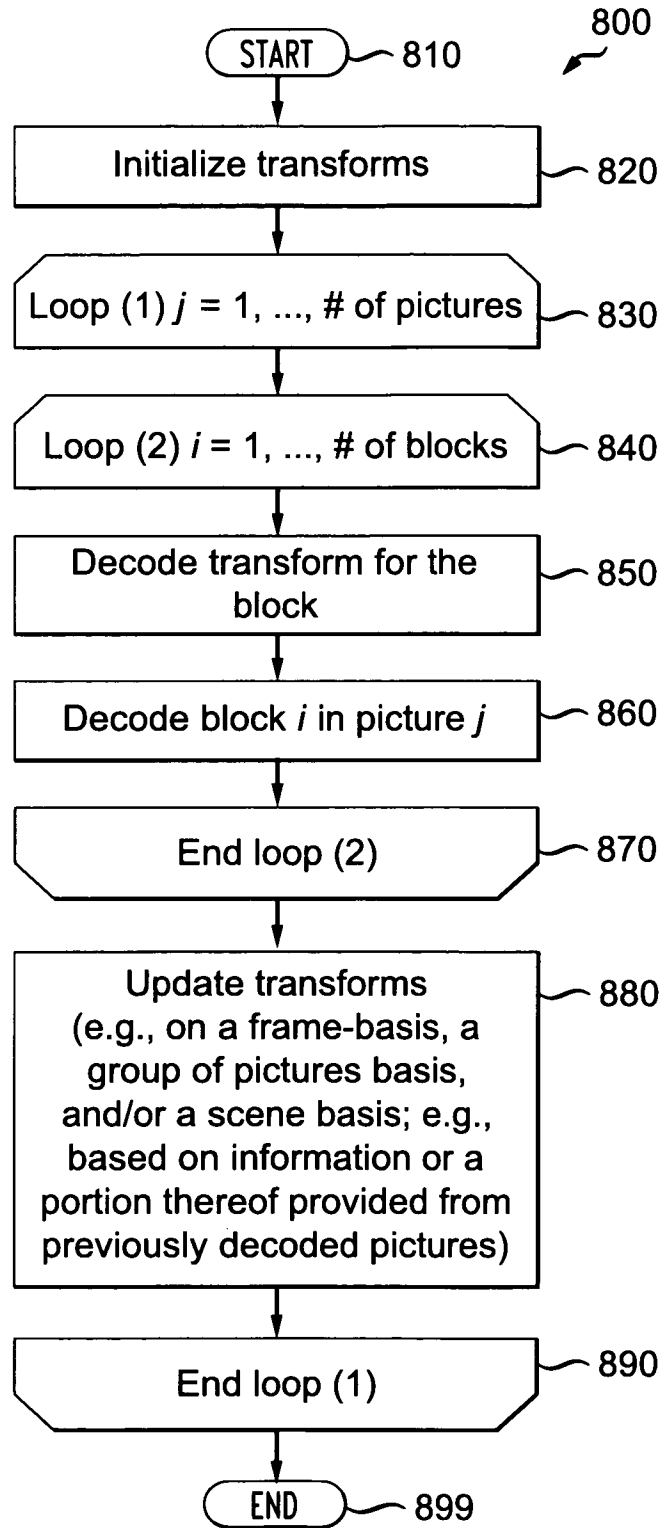 800
START 810
Initialize transforms 820
Loop (1) j = 1, ..., # of pictures 830
Loop (2) i = 1, ..., # of blocks 840
Decode transform for the
block
850
Decode block i in picture j 860
End loop (2) 870
Update transforms
(e.g., on a frame-basis, a
group of pictures basis,
and/or a scene basis; e.g.,
based on information or a
portion thereof provided from
previously decoded pictures)
880
End loop (1) 890
END 899